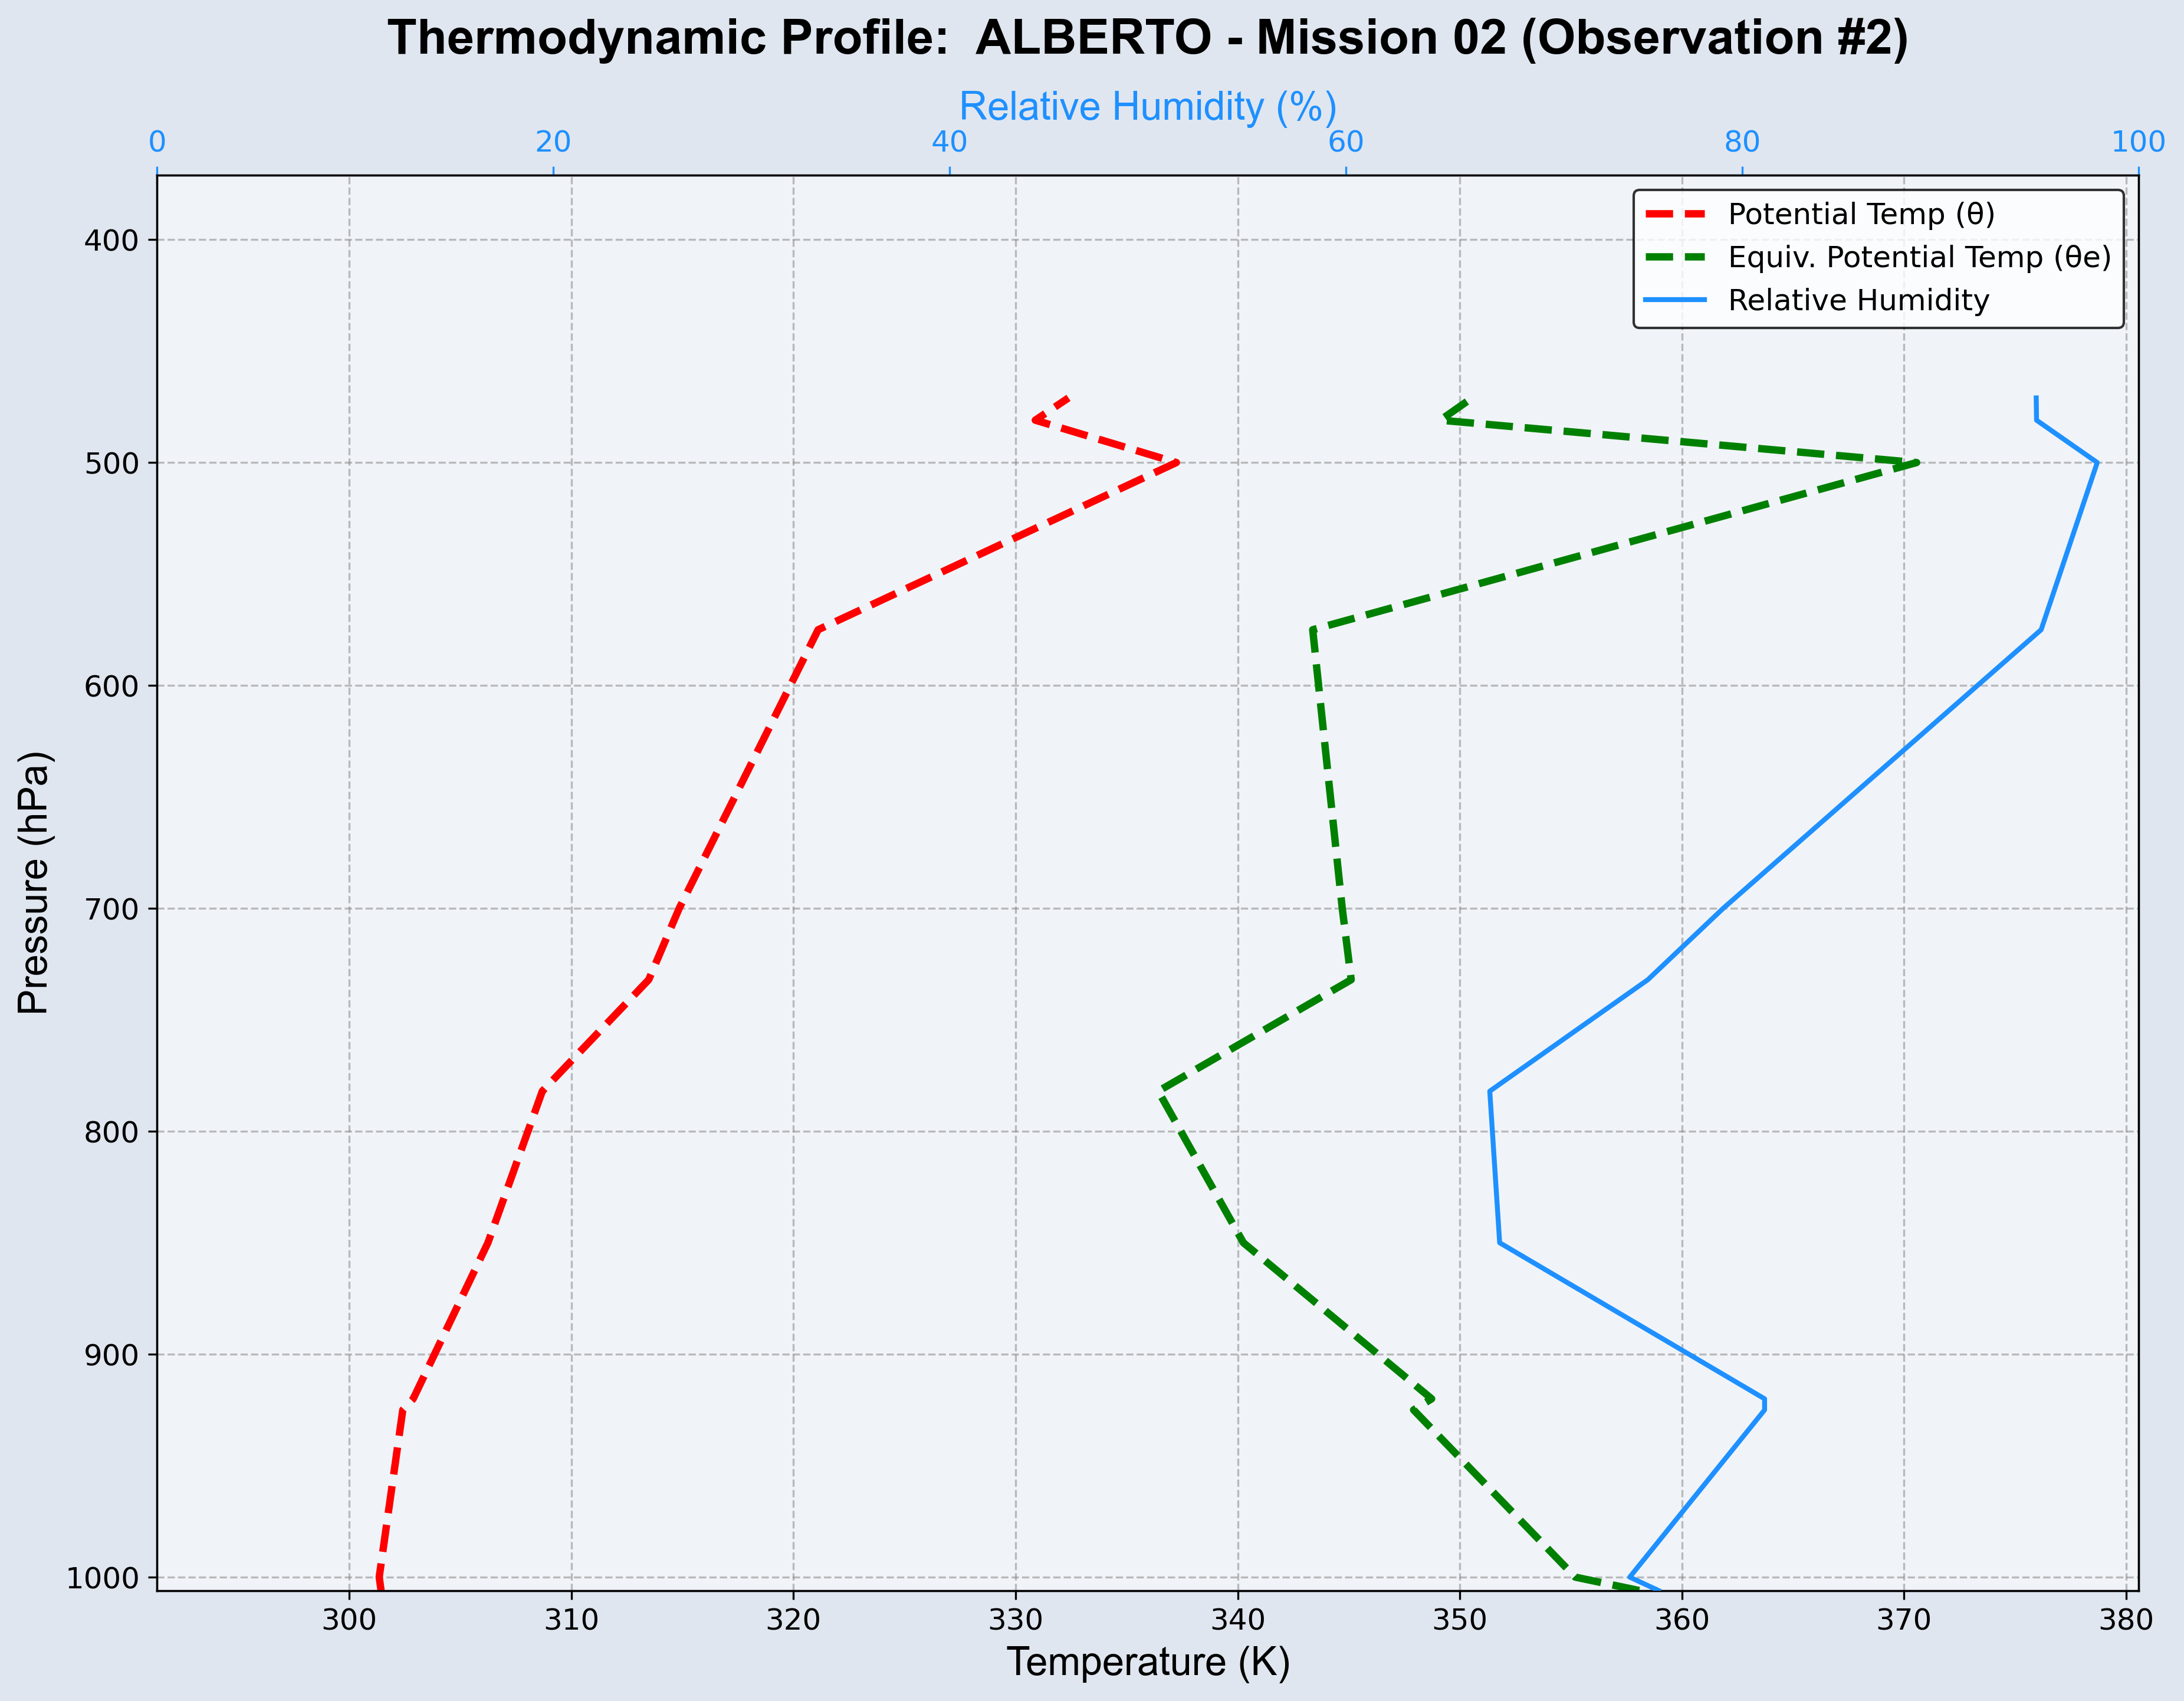 Thermodynamic Profile:  ALBERTO - Mission 02 (Observation #2)
Relative Humidity (%)
0 20 40 60 80 100
Potential Temp (θ)
Equiv. Potential Temp (θe)
Relative Humidity
Pressure (hPa)
400
500
600
700
800
900
1000
300 310 320 330 340 350 360 370 380
Temperature (K)